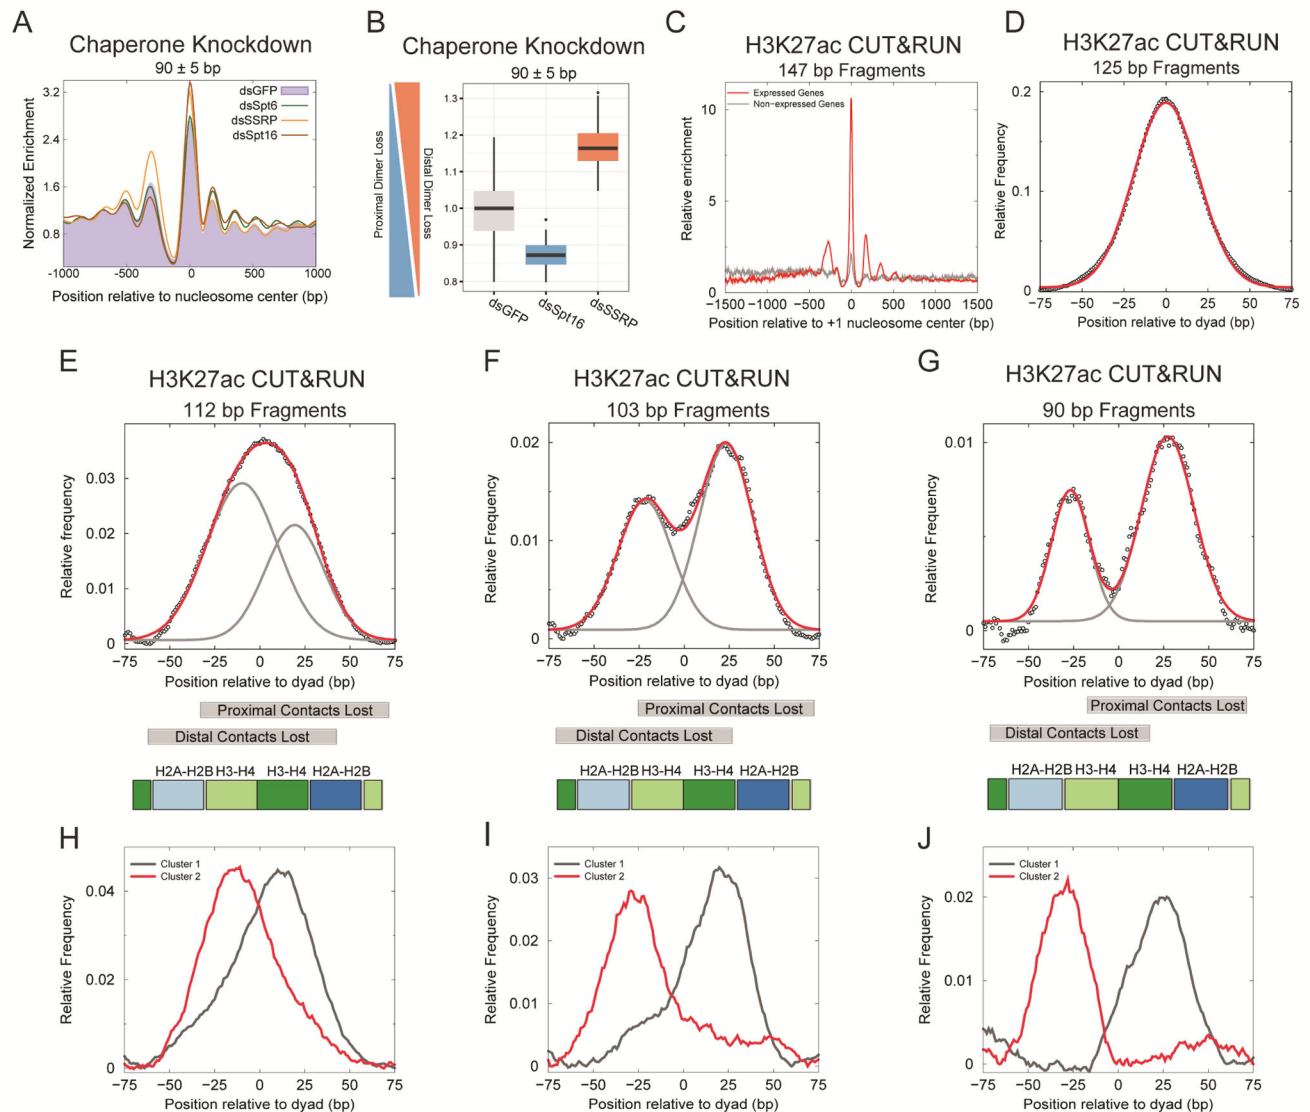 A
Chaperone Knockdown
90 ± 5 bp
dsGFP
dsSpt6
dsSSRP
dsSpt16
3.2
2.4
1.6
0.8
Normalized Enrichment
-1000 -500 0 500 1000
Position relative to nucleosome center (bp)
B
Chaperone Knockdown
90 ± 5 bp
Proximal Dimer Loss
Distal Dimer Loss
1.3
1.2
1.1
1.0
0.9
0.8
dsGFP
dsSpt16
dsSSRP
C
H3K27ac CUT&RUN
147 bp Fragments
Expressed Genes
Non-expressed Genes
10
5
0
Relative enrichment
−1500 −1000 −500 0 500 1000 1500
Position relative to +1 nucleosome center (bp)
D
H3K27ac CUT&RUN
125 bp Fragments
0.2
0.1
0
Relative Frequency
−75 −50 −25 0 25 50 75
Position relative to dyad (bp)
E
H3K27ac CUT&RUN
112 bp Fragments
0.03
0.02
0.01
0
Relative frequency
−75 −50 −25 0 25 50 75
Position relative to dyad (bp)
Proximal Contacts Lost
Distal Contacts Lost
H2A-H2B H3-H4 H3-H4 H2A-H2B
F
H3K27ac CUT&RUN
103 bp Fragments
0.02
0.01
0
Relative Frequency
−75 −50 −25 0 25 50 75
Position relative to dyad (bp)
Proximal Contacts Lost
Distal Contacts Lost
H2A-H2B H3-H4 H3-H4 H2A-H2B
G
H3K27ac CUT&RUN
90 bp Fragments
0.01
0
Relative Frequency
−75 −50 −25 0 25 50 75
Position relative to dyad (bp)
Proximal Contacts Lost
Distal Contacts Lost
H2A-H2B H3-H4 H3-H4 H2A-H2B
H
Cluster 1
Cluster 2
0.04
0.02
0
Relative Frequency
−75 −50 −25 0 25 50 75
Position relative to dyad (bp)
I
Cluster 1
Cluster 2
0.03
0.02
0.01
0
Relative Frequency
−75 −50 −25 0 25 50 75
Position relative to dyad (bp)
J
Cluster 1
Cluster 2
0.02
0.01
0
Relative Frequency
−75 −50 −25 0 25 50 75
Position relative to dyad (bp)